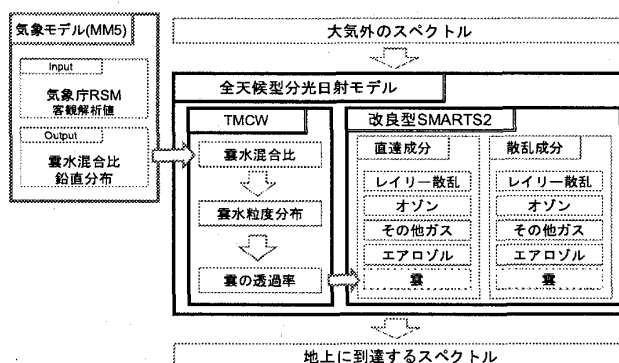 気象モデル(MM5)
Input
気象庁RSM
客観解析値
Output
雲水混合比
鉛直分布
大気外のスペクトル
全天候型分光日射モデル
TMCW
雲水混合比
雲水粒度分布
雲の透過率
改良型SMARTS2
直達成分
レイリー散乱
オゾン
その他ガス
エアロゾル
雲
散乱成分
レイリー散乱
オゾン
その他ガス
エアロゾル
雲
地上に到達するスペクトル